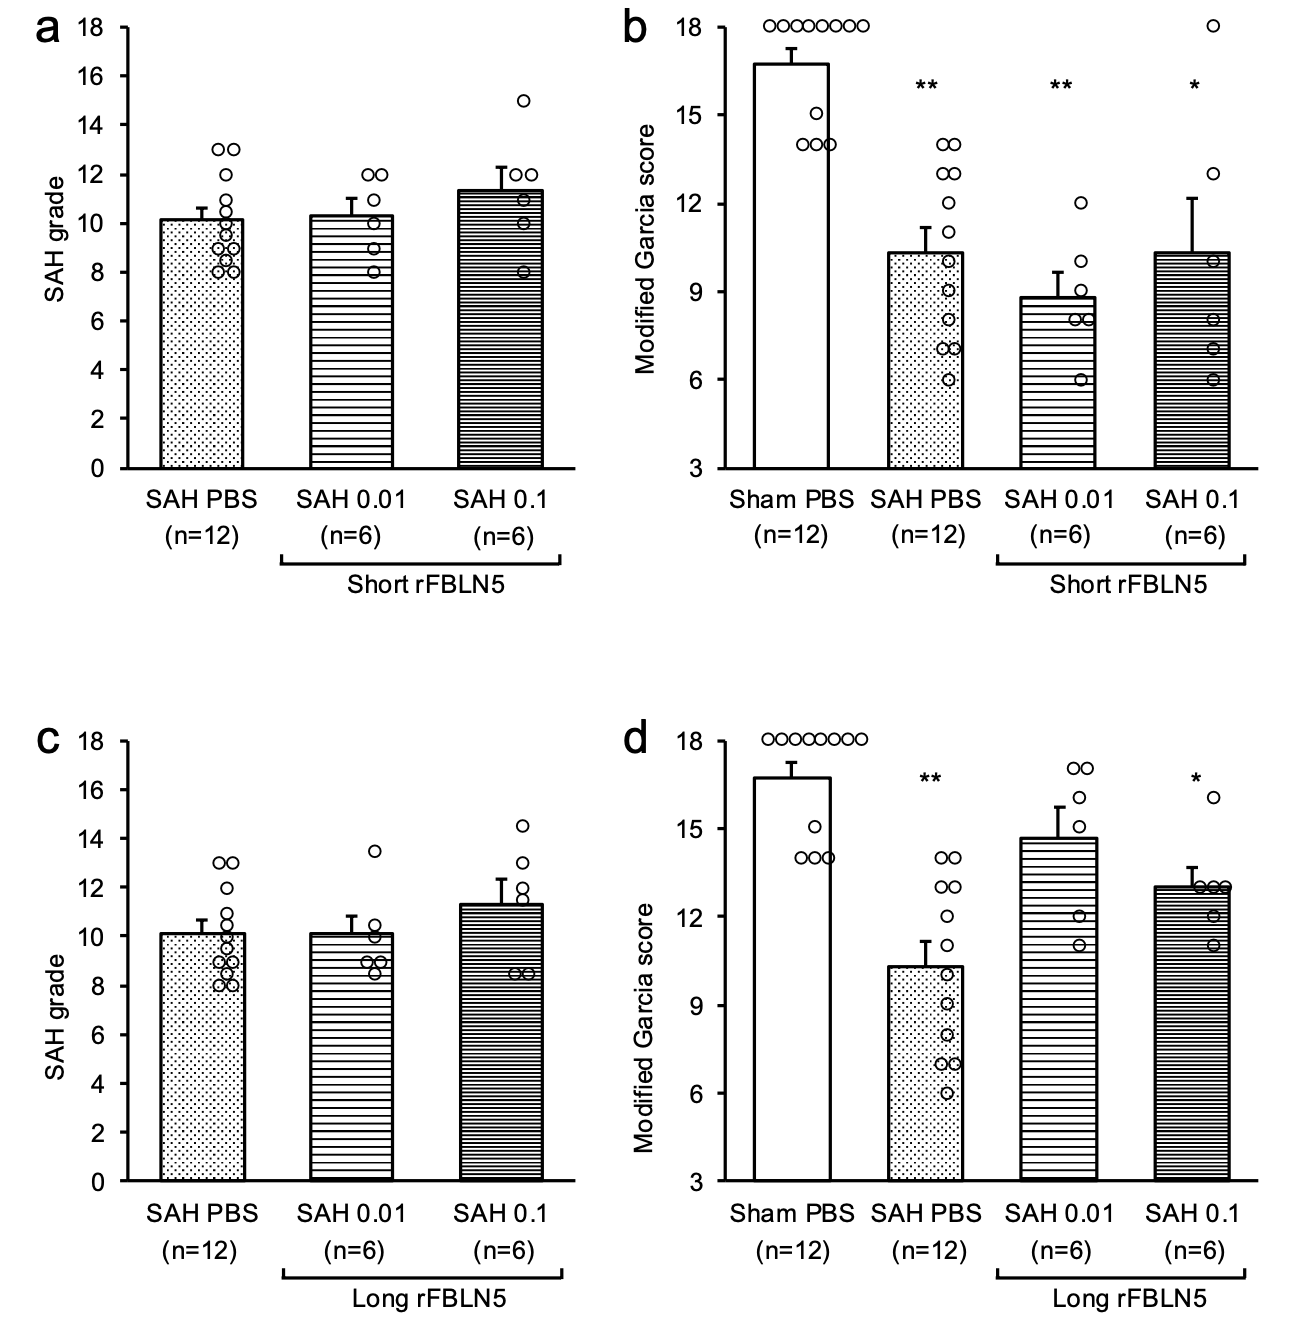 a
18
16
14
12
10
8
6
4
2
0
SAH grade
SAH PBS SAH 0.01 SAH 0.1
(n=12) (n=6) (n=6)
Short rFBLN5
b
18
15
12
9
6
3
Modified Garcia score
** ** *
Sham PBS SAH PBS SAH 0.01 SAH 0.1
(n=12) (n=12) (n=6) (n=6)
Short rFBLN5
c
18
16
14
12
10
8
6
4
2
0
SAH grade
SAH PBS SAH 0.01 SAH 0.1
(n=12) (n=6) (n=6)
Long rFBLN5
d
18
15
12
9
6
3
Modified Garcia score
** *
Sham PBS SAH PBS SAH 0.01 SAH 0.1
(n=12) (n=12) (n=6) (n=6)
Long rFBLN5